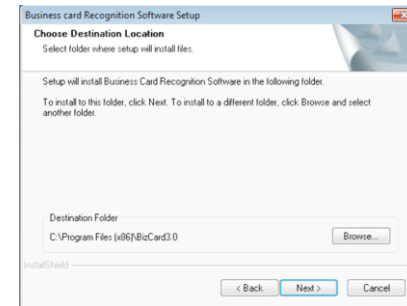 Business card Recognition Software Setup
Choose Destination Location
Select folder where setup will install files.
Setup will install Business Card Recognition Software in the following folder.
To install to this folder, click Next. To install to a different folder, click Browse and select
another folder.
Destination Folder
C:\Program Files (x86)\BizCard3.0
Browse...
InstallShield
< Back
Next >
Cancel